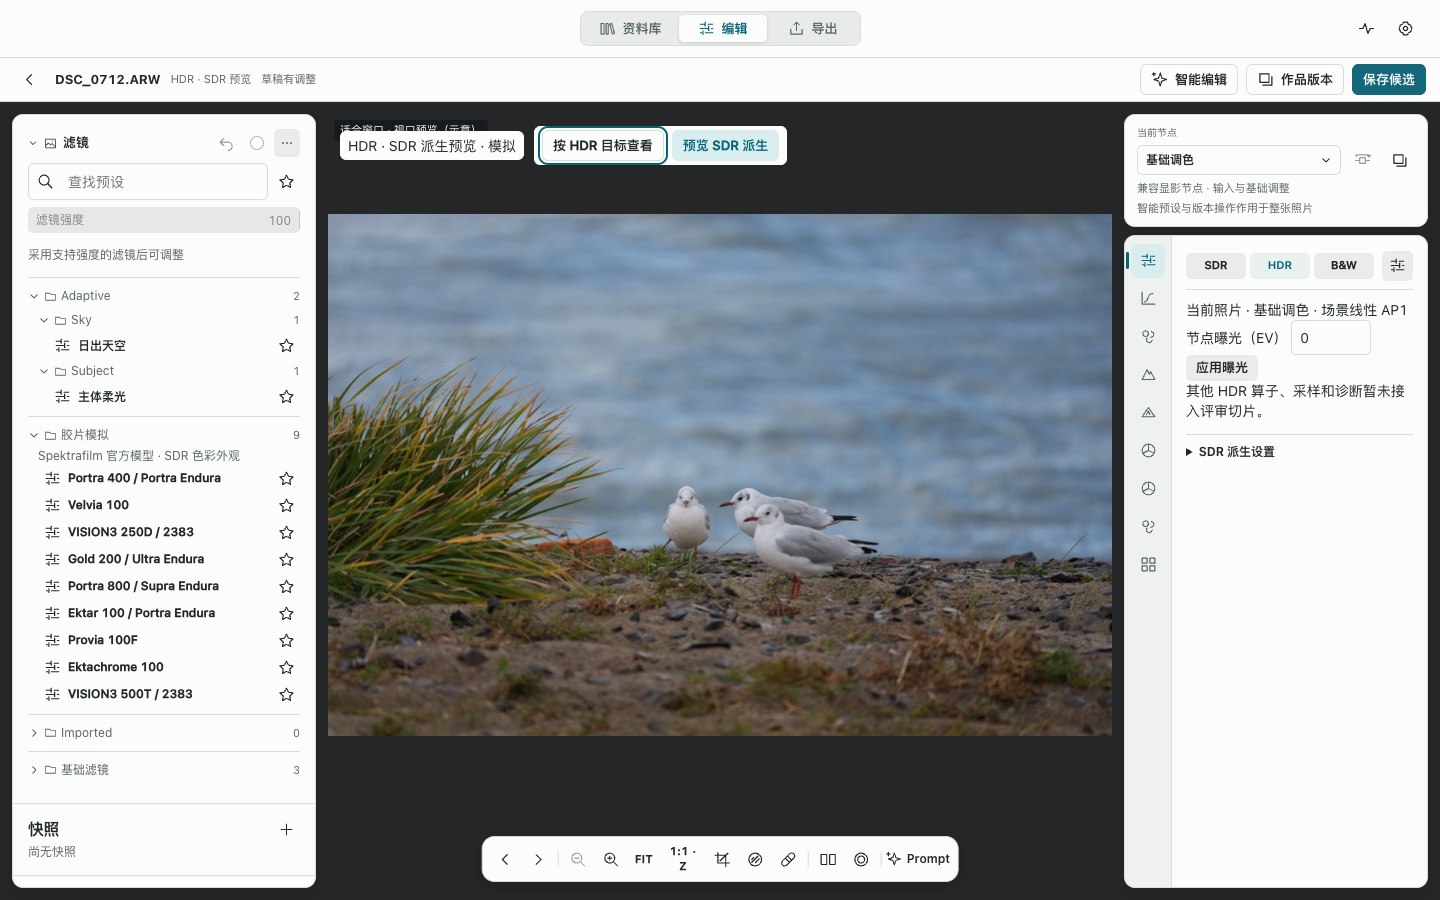 资料库
编辑
导出
DSC_0712.ARW
HDR · SDR 预览
草稿有调整
智能编辑
作品版本
保存候选
滤镜
查找预设
滤镜强度
100
采用支持强度的滤镜后可调整
Adaptive
2
Sky
1
日出天空
Subject
1
主体柔光
胶片模拟
9
Spektrafilm 官方模型 · SDR 色彩外观
Portra 400 / Portra Endura
Velvia 100
VISION3 250D / 2383
Gold 200 / Ultra Endura
Portra 800 / Supra Endura
Ektar 100 / Portra Endura
Provia 100F
Ektachrome 100
VISION3 500T / 2383
Imported
0
基础滤镜
3
快照
尚无快照
HDR · SDR 派生预览 · 模拟
按 HDR 目标查看
预览 SDR 派生
FIT
1:1 ·
Z
Prompt
当前节点
基础调色
兼容显影节点 · 输入与基础调整
智能预设与版本操作作用于整张照片
SDR
HDR
B&W
当前照片 · 基础调色 · 场景线性 AP1
节点曝光（EV）
0
应用曝光
其他 HDR 算子、采样和诊断暂未接
入评审切片。
SDR 派生设置